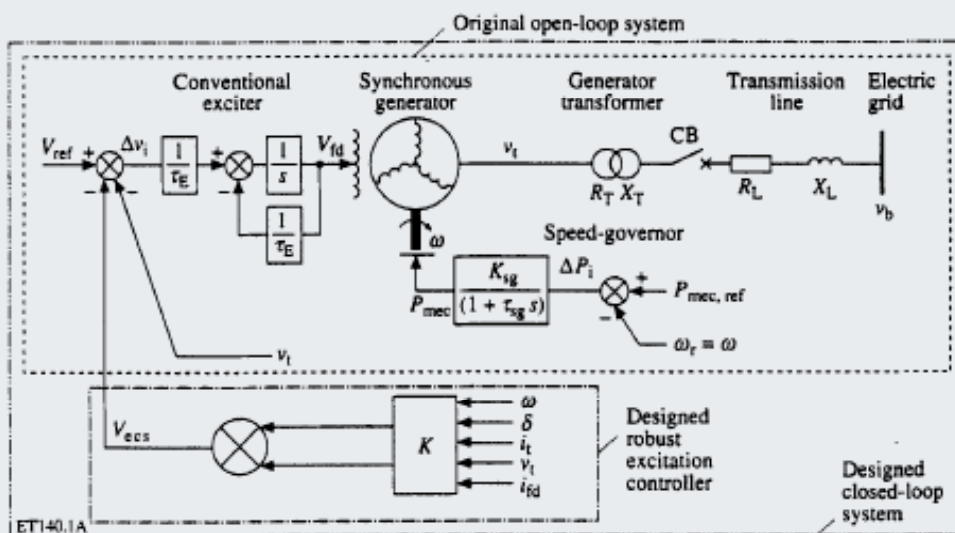 Original open-loop system
Conventional exciter
Synchronous generator
Generator transformer
Transmission line
Electric grid
V_ref
+
Δv_i
−
−
1
τ_E
+
−
1
s
V_fd
1
τ_E
v_t
CB
R_T X_T
R_L
X_L
v_b
ω
Speed-governor
P_mec
K_sg
(1 + τ_sg s)
ΔP_i
+
−
P_mec, ref
ω_r = ω
v_t
V_ecs
K
ω
δ
i_t
v_t
i_fd
Designed robust excitation controller
Designed closed-loop system
ET140.1A